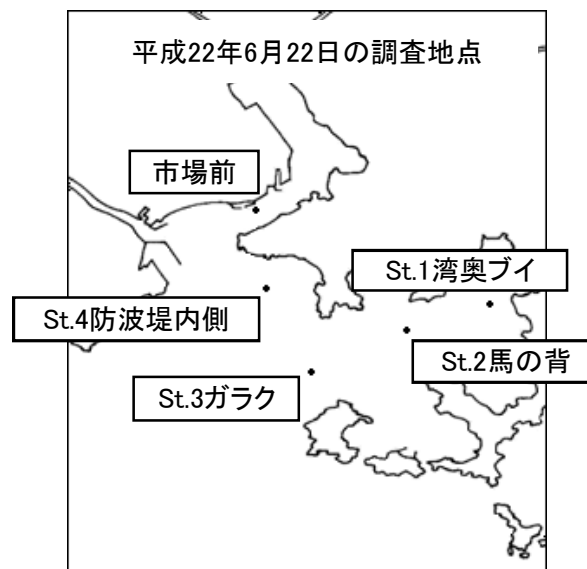 平成22年6月22日の調査地点
市場前
St.1湾奥ブイ
St.4防波堤内側
St.2馬の背
St.3ガラク